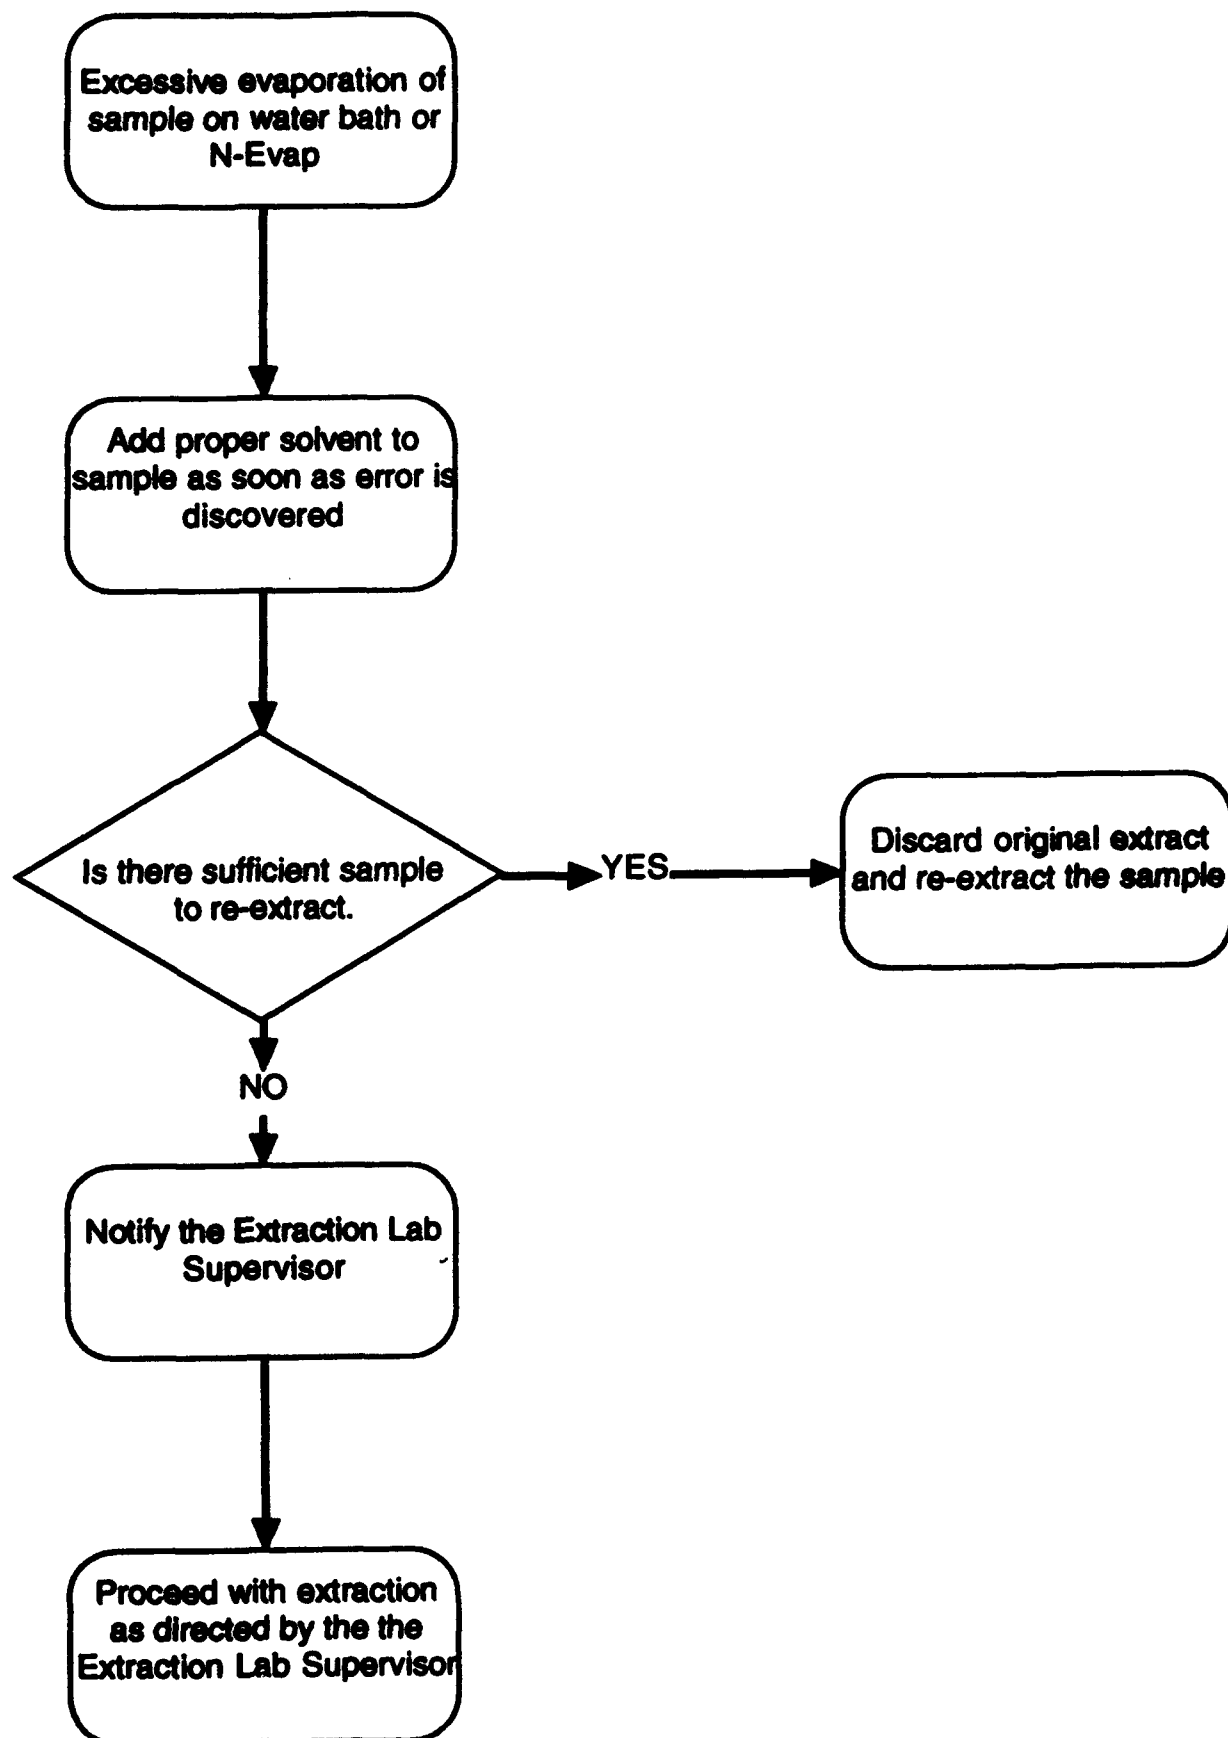 Excessive evaporation of
sample on water bath or
N-Evap
Add proper solvent to
sample as soon as error is
discovered
Is there sufficient sample
to re-extract.
YES
Discard original extract
and re-extract the sample
NO
Notify the Extraction Lab
Supervisor
Proceed with extraction
as directed by the the
Extraction Lab Supervisor